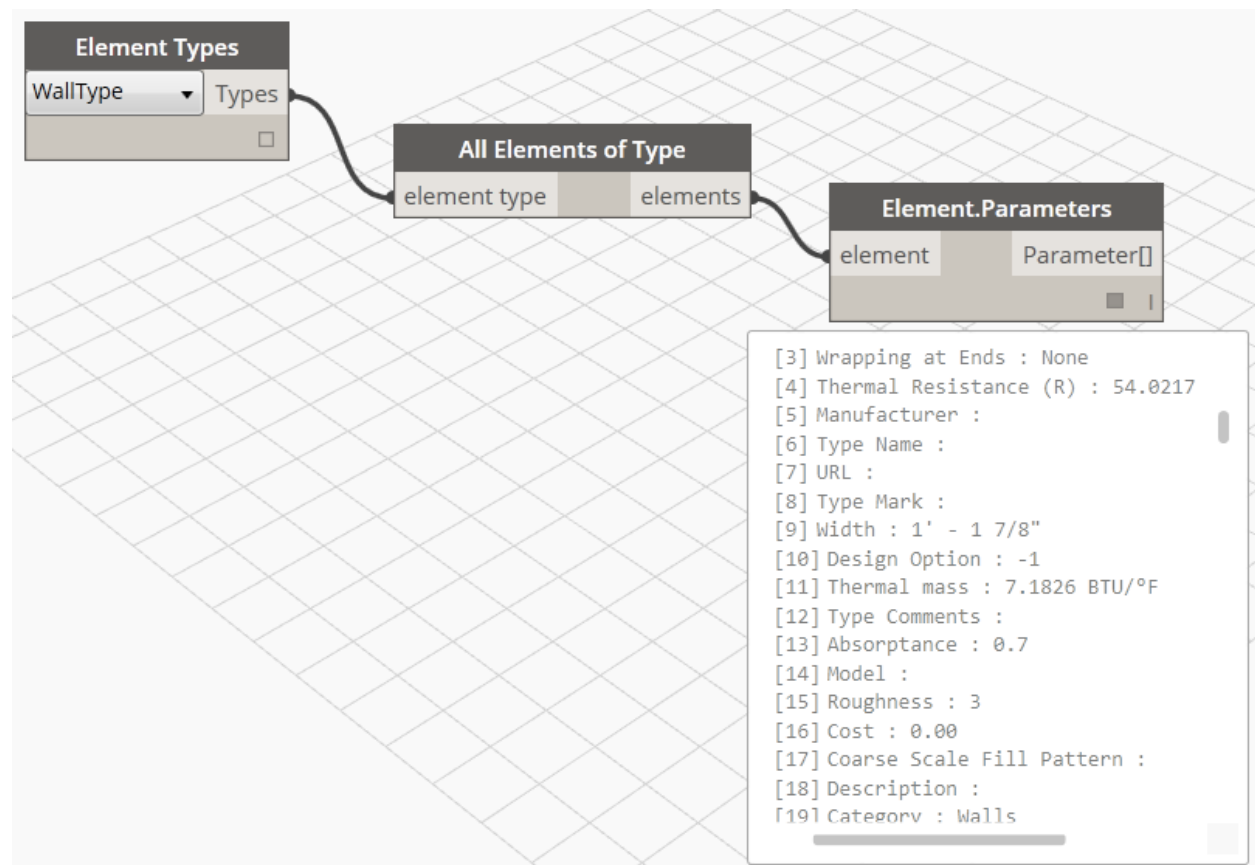 Element Types
WallType Types
All Elements of Type
element type elements
Element.Parameters
element Parameter[]
[3] Wrapping at Ends : None
[4] Thermal Resistance (R) : 54.0217
[5] Manufacturer :
[6] Type Name :
[7] URL :
[8] Type Mark :
[9] Width : 1' - 1 7/8"
[10] Design Option : -1
[11] Thermal mass : 7.1826 BTU/°F
[12] Type Comments :
[13] Absorptance : 0.7
[14] Model :
[15] Roughness : 3
[16] Cost : 0.00
[17] Coarse Scale Fill Pattern :
[18] Description :
[19] Category : Walls